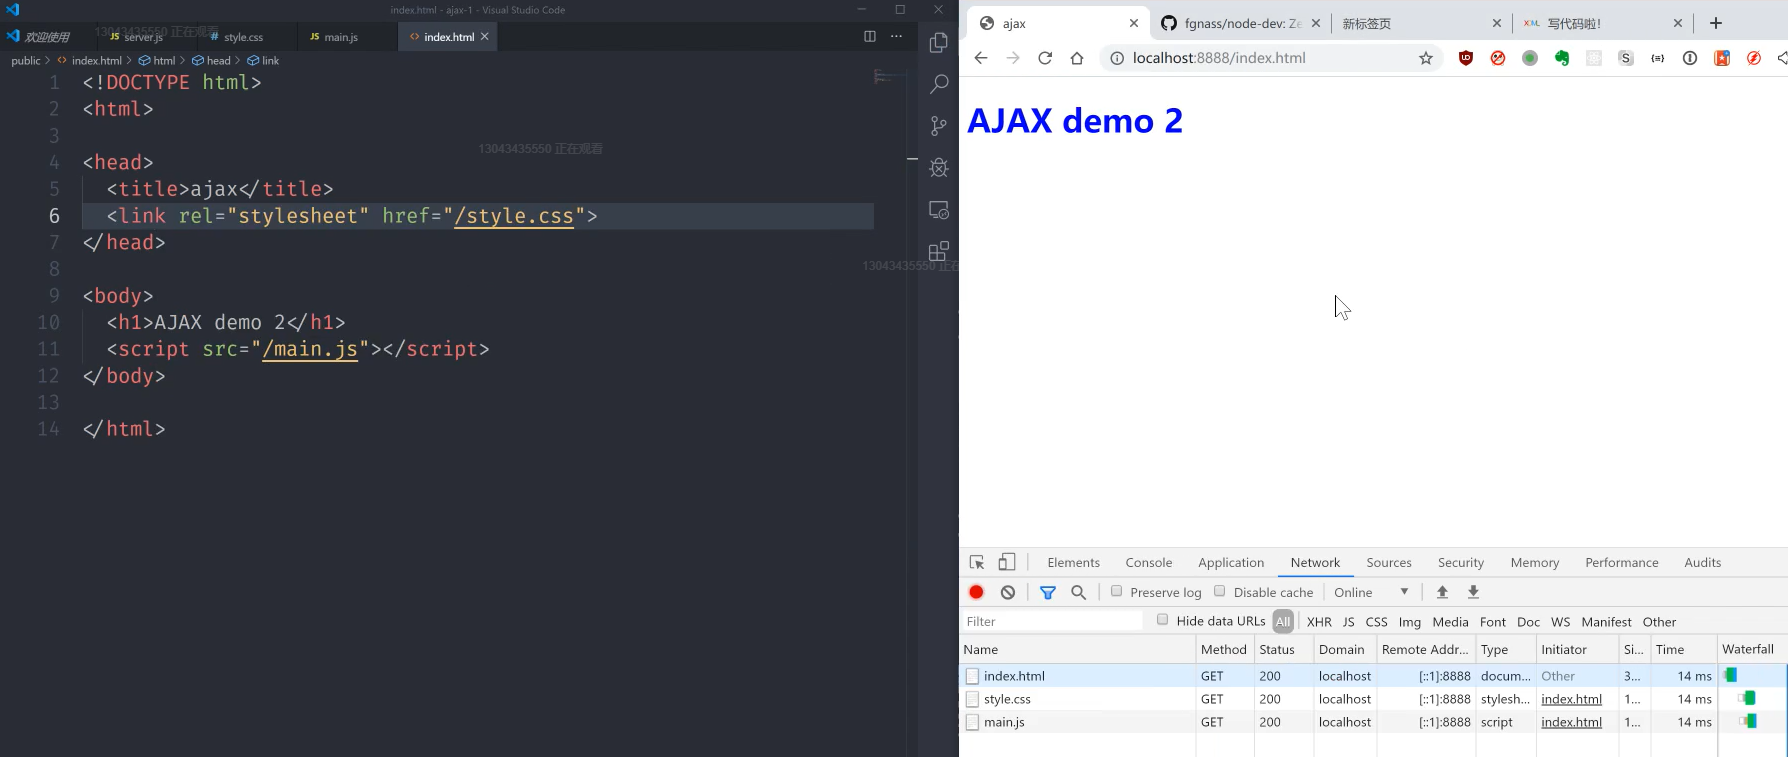 index.html - ajax-1 - Visual Studio Code
欢迎使用
JS server.js
# style.css
JS main.js
<> index.html
13043435550 正在观看
public > <> index.html > html > head > link
1 <!DOCTYPE html>
2 <html>
3
4 <head>
5 <title>ajax</title>
6 <link rel="stylesheet" href="/style.css">
7 </head>
8
9 <body>
10 <h1>AJAX demo 2</h1>
11 <script src="/main.js"></script>
12 </body>
13
14 </html>
13043435550 正在观看
13043435550 正在
ajax
fgnass/node-dev: Ze
新标签页
XML 写代码啦!
localhost:8888/index.html
AJAX demo 2
Elements Console Application Network Sources Security Memory Performance Audits
Preserve log Disable cache Online
Filter Hide data URLs All XHR JS CSS Img Media Font Doc WS Manifest Other
Name Method Status Domain Remote Addr... Type Initiator Si... Time Waterfall
index.html GET 200 localhost [::1]:8888 docum... Other 3... 14 ms
style.css GET 200 localhost [::1]:8888 stylesh... index.html 1... 14 ms
main.js GET 200 localhost [::1]:8888 script index.html 1... 14 ms